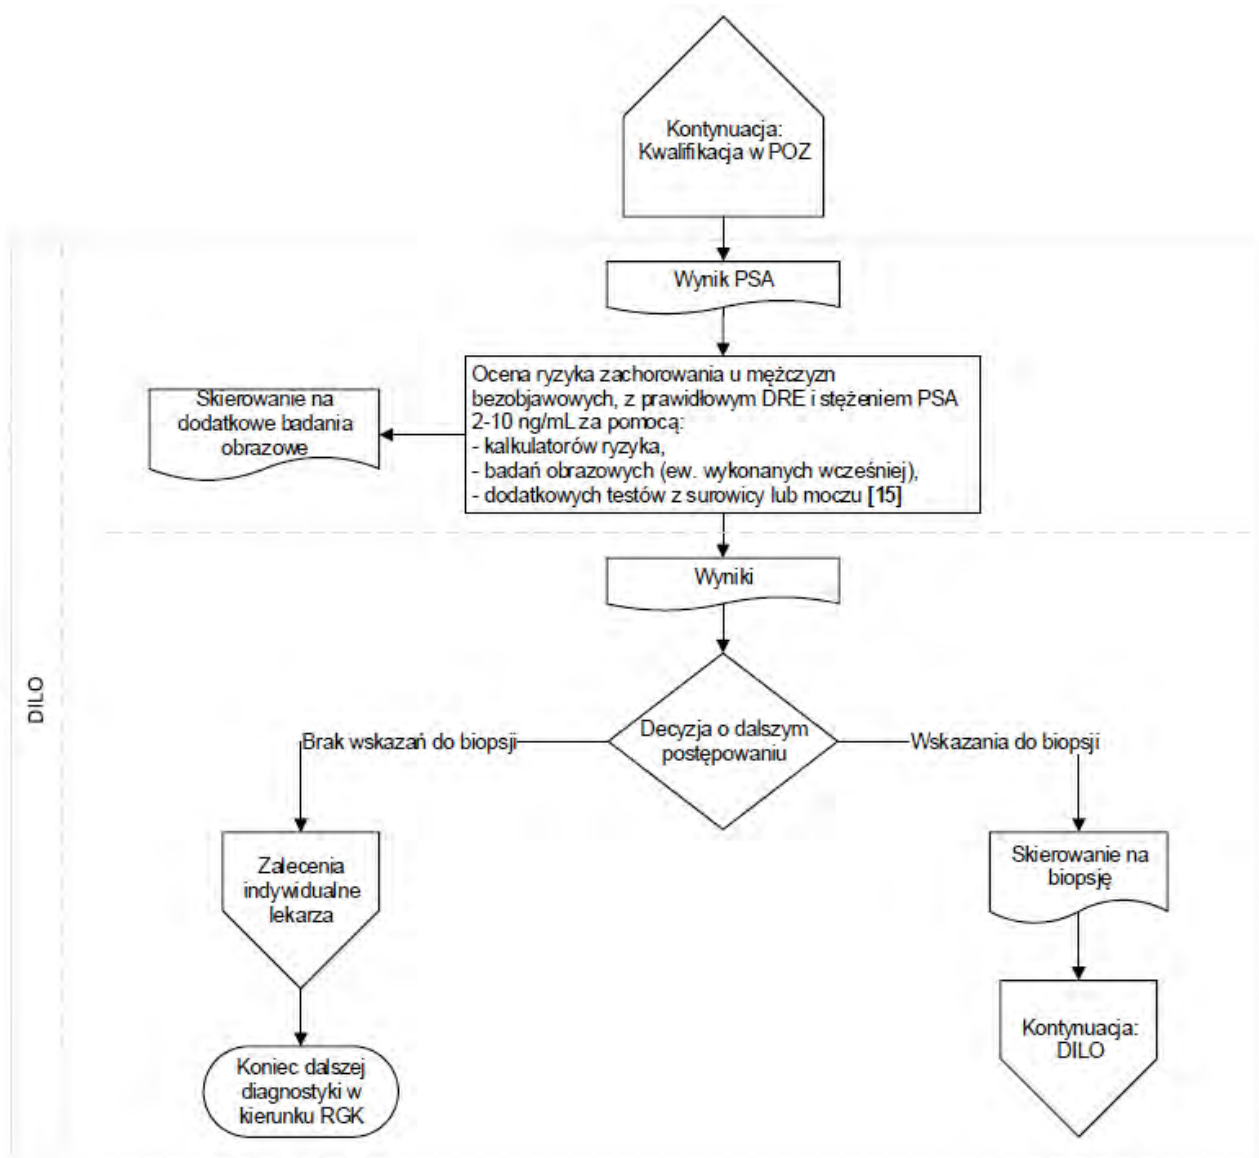 Kontynuacja:
Kwalifikacja w POZ
Wynik PSA
Ocena ryzyka zachorowania u mężczyzn
bezobjawowych, z prawidłowym DRE i stężeniem PSA
2-10 ng/mL za pomocą:
- kalkulatorów ryzyka,
- badań obrazowych (ew. wykonanych wcześniej),
- dodatkowych testów z surowicy lub moczu [15]
Skierowanie na
dodatkowe badania
obrazowe
Wyniki
DILO
Decyzja o dalszym
postępowaniu
Brak wskazań do biopsji
Wskazania do biopsji
Zalecenia
indywidualne
lekarza
Skierowanie na
biopsję
Koniec dalszej
diagnostyki w
kierunku RGK
Kontynuacja:
DILO